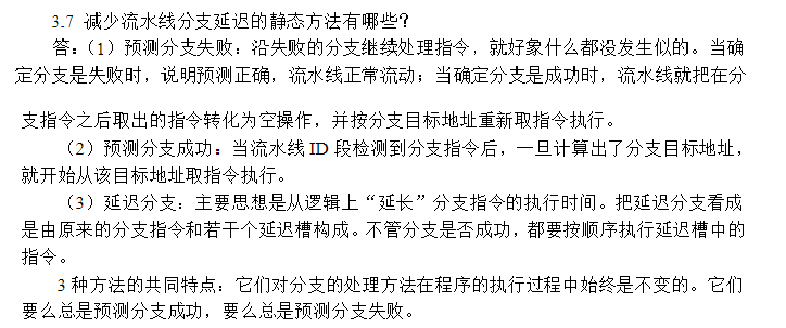 3.7 减少流水线分支延迟的静态方法有哪些？
答：（1）预测分支失败：沿失败的分支继续处理指令，就好象什么都没发生似的。当确
定分支是失败时，说明预测正确，流水线正常流动；当确定分支是成功时，流水线就把在分
支指令之后取出的指令转化为空操作，并按分支目标地址重新取指令执行。
（2）预测分支成功：当流水线 ID 段检测到分支指令后，一旦计算出了分支目标地址，
就开始从该目标地址取指令执行。
（3）延迟分支：主要思想是从逻辑上“延长”分支指令的执行时间。把延迟分支看成
是由原来的分支指令和若干个延迟槽构成。不管分支是否成功，都要按顺序执行延迟槽中的
指令。
3 种方法的共同特点：它们对分支的处理方法在程序的执行过程中始终是不变的。它们
要么总是预测分支成功，要么总是预测分支失败。